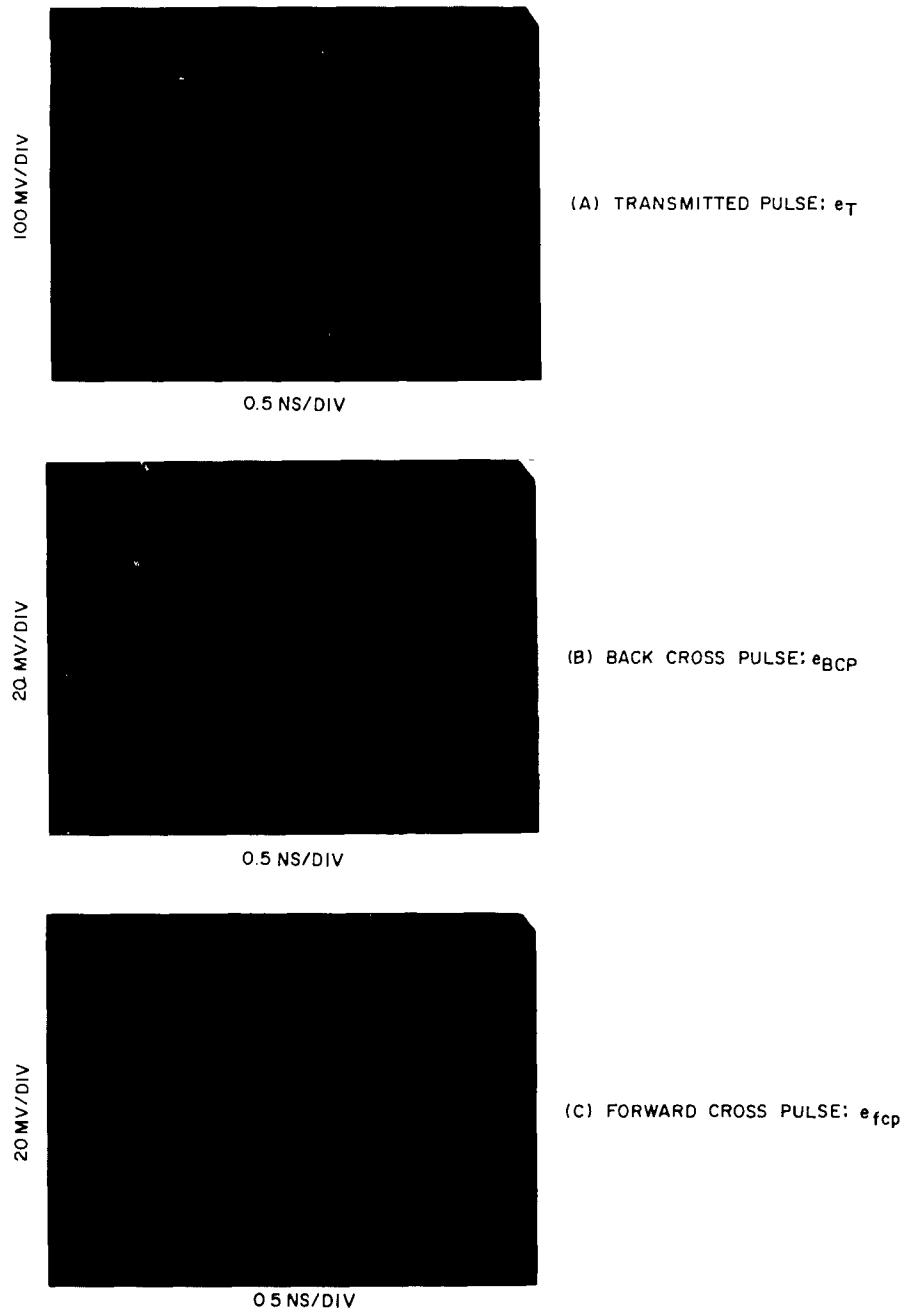 100 MV/DIV
(A) TRANSMITTED PULSE: eT
0.5 NS/DIV
20 MV/DIV
(B) BACK CROSS PULSE: eBCP
0.5 NS/DIV
20 MV/DIV
(C) FORWARD CROSS PULSE: efcp
0 5 NS/DIV